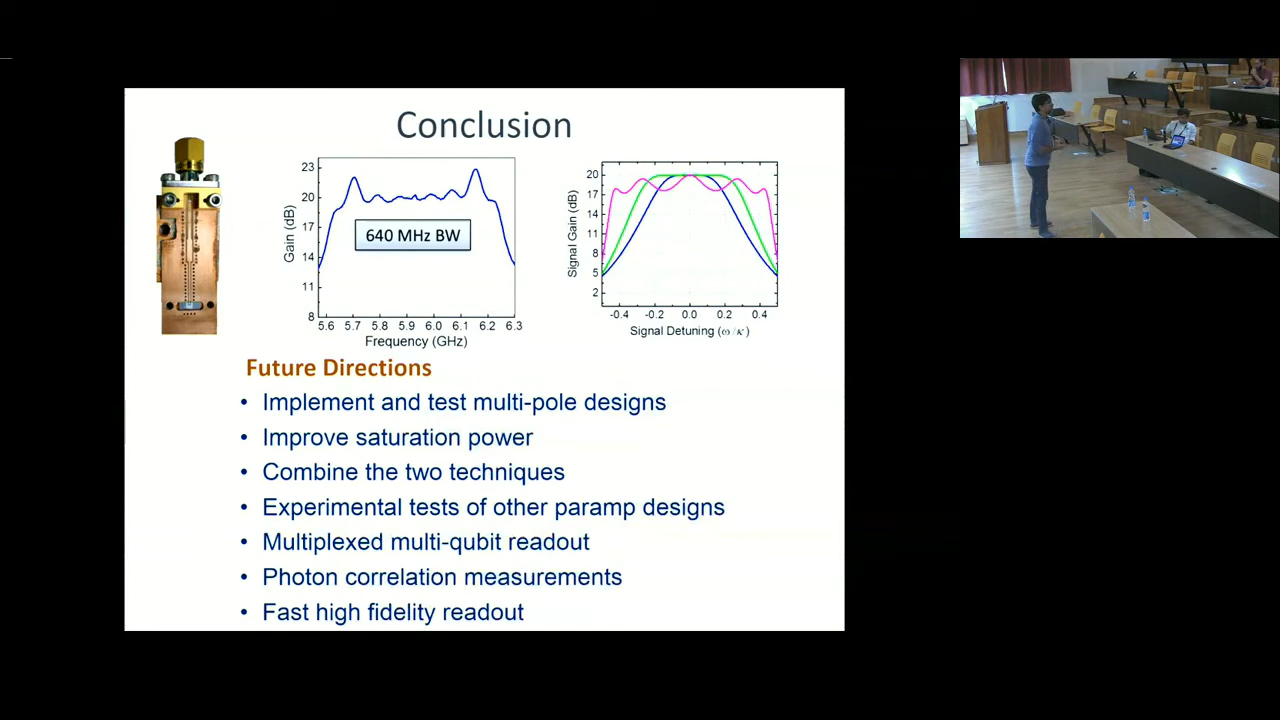 Conclusion
23
20
17
14
11
8
Gain (dB)
640 MHz BW
5.6 5.7 5.8 5.9 6.0 6.1 6.2 6.3
Frequency (GHz)
20
17
14
11
8
5
2
Signal Gain (dB)
-0.4 -0.2 0.0 0.2 0.4
Signal Detuning (ω/κ)
Future Directions
• Implement and test multi-pole designs
• Improve saturation power
• Combine the two techniques
• Experimental tests of other paramp designs
• Multiplexed multi-qubit readout
• Photon correlation measurements
• Fast high fidelity readout